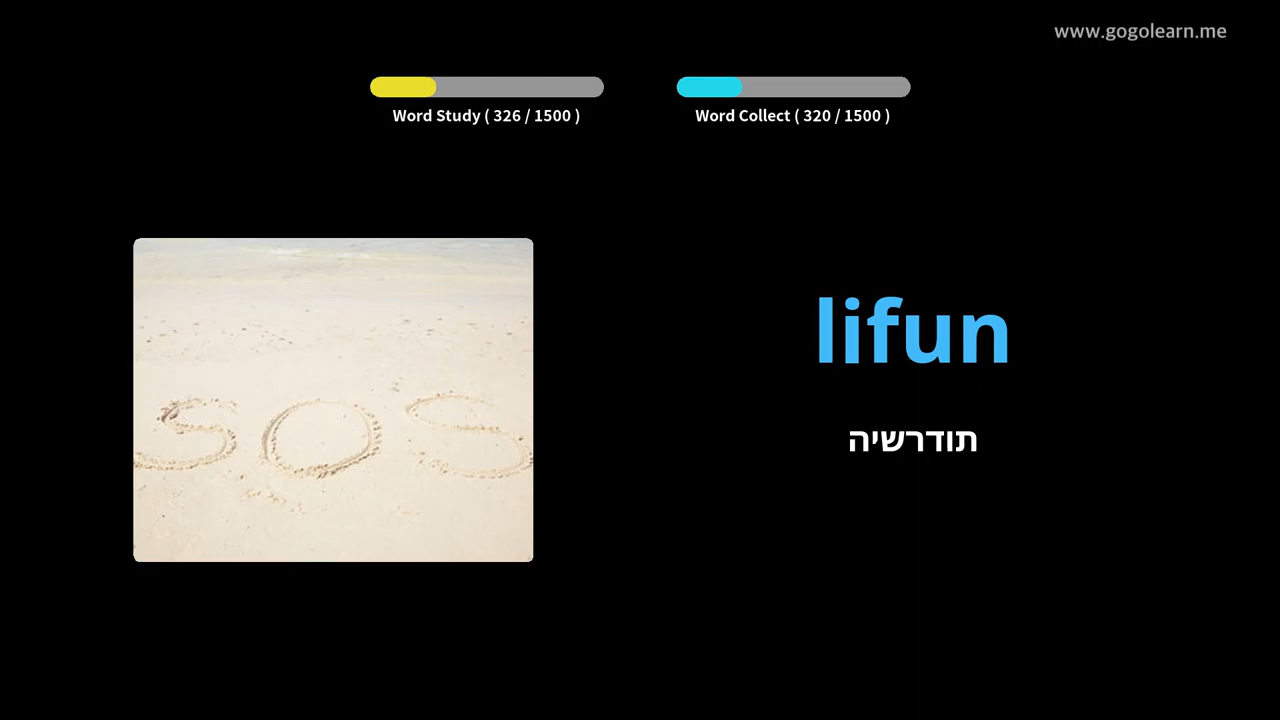 www.gogolearn.me
Word Study ( 326 / 1500 )
Word Collect ( 320 / 1500 )
SOS
lifun
תודרשיה